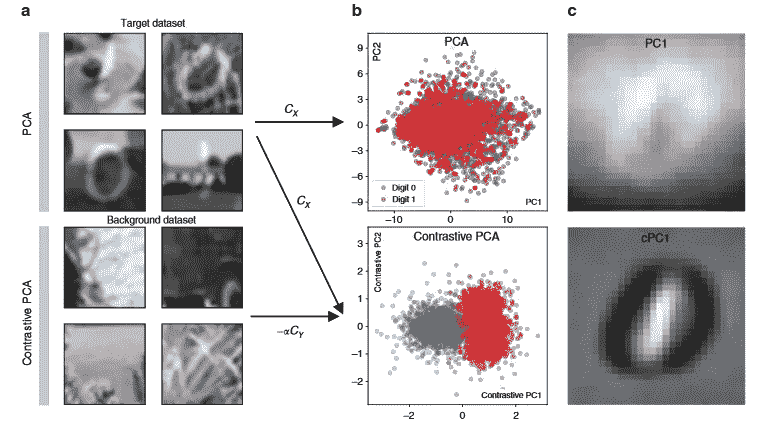 a
b
c
Target dataset
PCA
Background dataset
Contrastive PCA
C_X
C_X
−αC_Y
PCA
PC2
9
6
3
0
−3
−6
−9
Digit 0
Digit 1
PC1
−10
0
10
Contrastive PCA
Contrastive PC2
3
2
1
0
−1
−2
Contrastive PC1
−2
0
2
PC1
cPC1